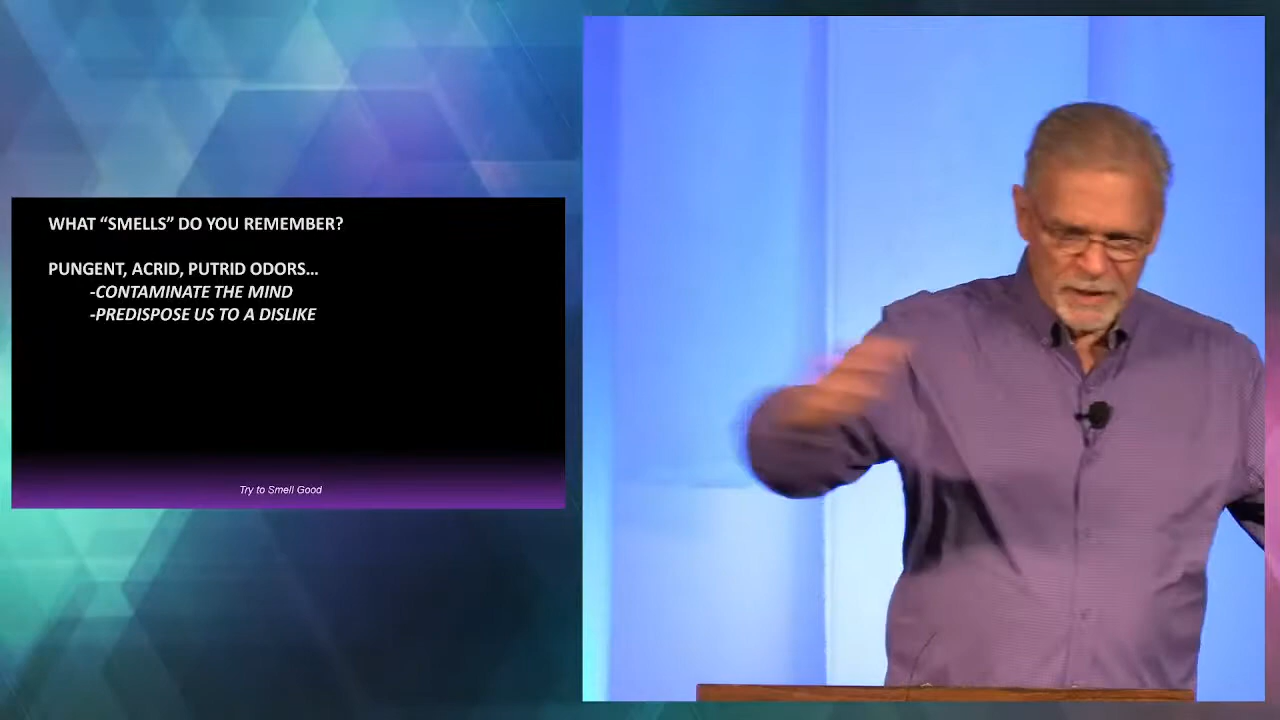 WHAT “SMELLS” DO YOU REMEMBER?
PUNGENT, ACRID, PUTRID ODORS...
-CONTAMINATE THE MIND
-PREDISPOSE US TO A DISLIKE
Try to Smell Good